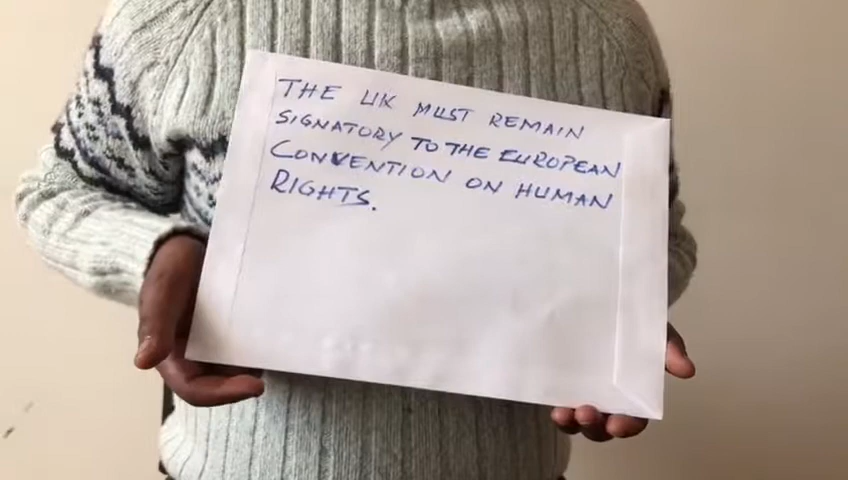 THE UK MUST REMAIN
SIGNATORY TO THE EUROPEAN
CONVENTION ON HUMAN
RIGHTS.